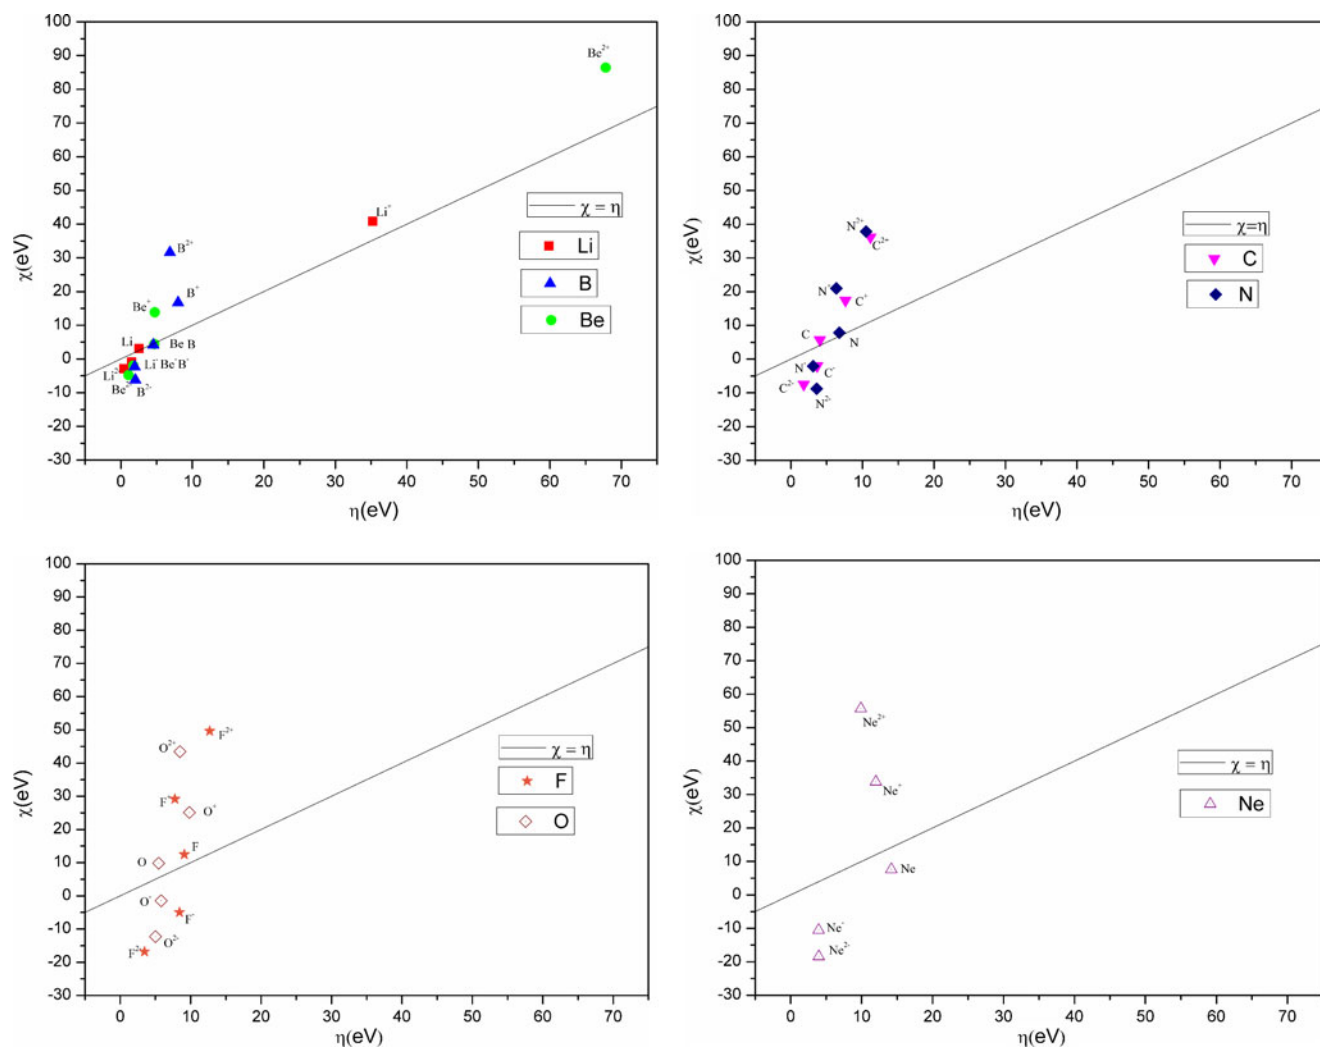 100
90
80
70
60
50
40
30
20
10
0
-10
-20
-30
χ(eV)
0 10 20 30 40 50 60 70
η(eV)
Be²⁺
Li⁺
B²⁺
B⁺
Be⁺
Li
Be B
Li⁻ Be⁻ B⁻
B²⁻
χ = η
Li
B
Be
100
90
80
70
60
50
40
30
20
10
0
-10
-20
-30
χ(eV)
0 10 20 30 40 50 60 70
η(eV)
N²⁺
C²⁺
N⁺
C⁺
C
N
N⁻
C⁻
C²⁻
N²⁻
χ=η
C
N
100
90
80
70
60
50
40
30
20
10
0
-10
-20
-30
χ(eV)
0 10 20 30 40 50 60 70
η(eV)
F²⁺
O²⁺
F⁺
O⁺
F
O
O⁻
F⁻
O²⁻
F²⁻
χ = η
F
O
100
90
80
70
60
50
40
30
20
10
0
-10
-20
-30
χ(eV)
0 10 20 30 40 50 60 70
η(eV)
Ne²⁺
Ne⁺
Ne
Ne⁻
Ne²⁻
χ = η
Ne